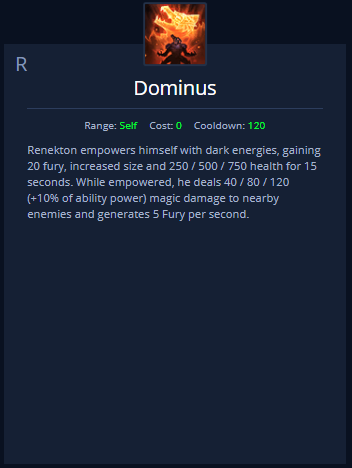 R
Dominus
Range: Self Cost: 0 Cooldown: 120
Renekton empowers himself with dark energies, gaining
20 fury, increased size and 250 / 500 / 750 health for 15
seconds. While empowered, he deals 40 / 80 / 120
(+10% of ability power) magic damage to nearby
enemies and generates 5 Fury per second.